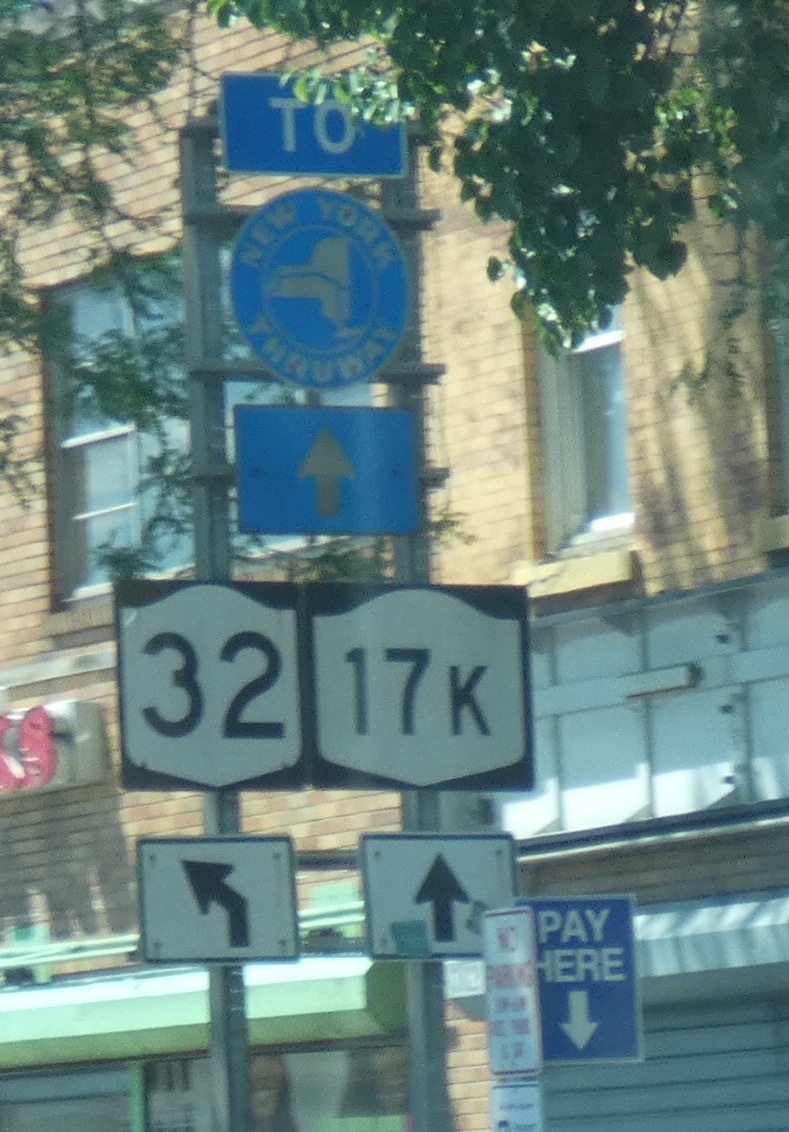 TO
NEW YORK
THRUWAY
32
17K
PAY
HERE
NO